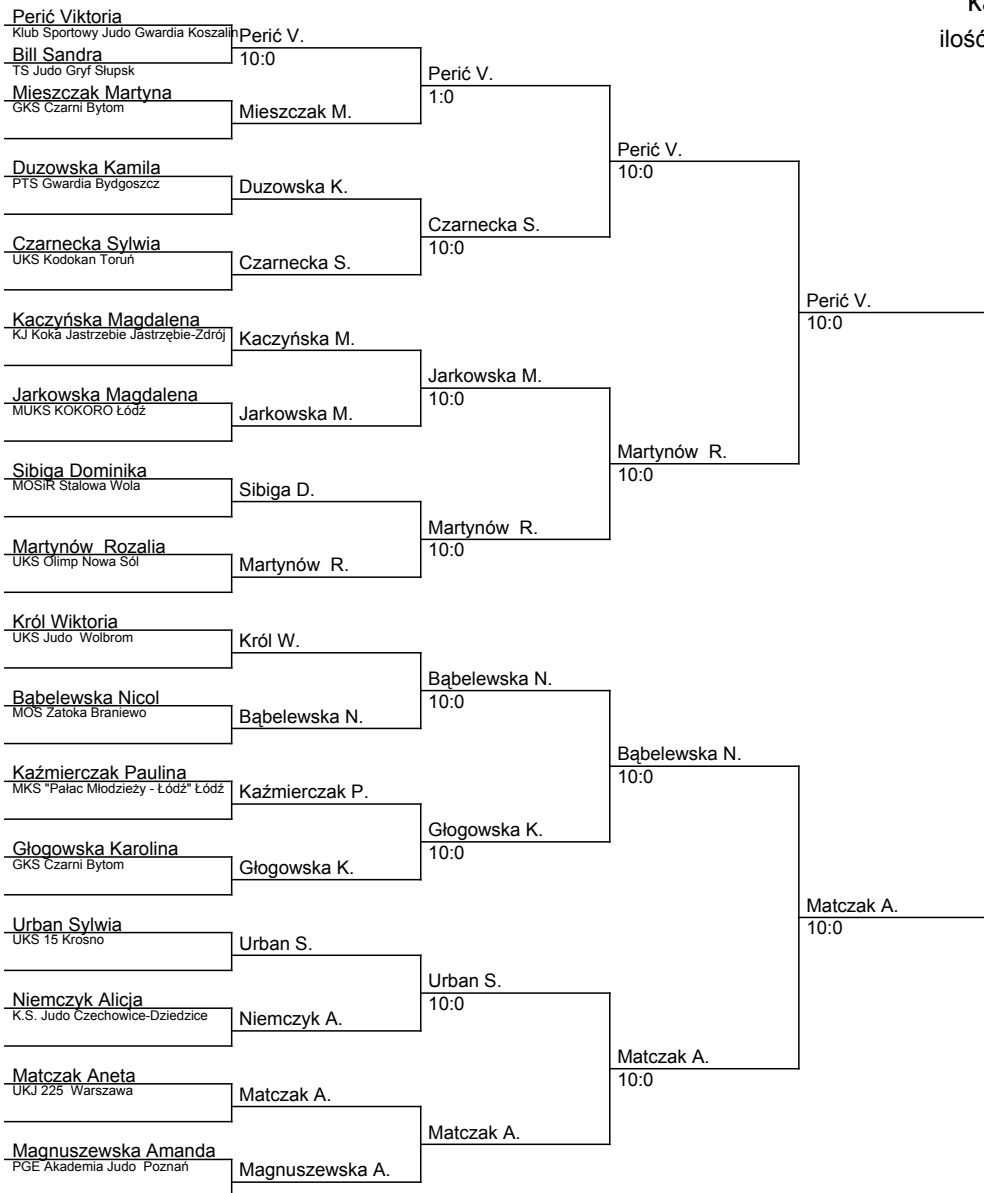 Perić Viktoria
Klub Sportowy Judo Gwardia Koszalin
Bill Sandra
TS Judo Gryf Słupsk
Mieszczak Martyna
GKS Czarni Bytom
Duzowska Kamila
PTS Gwardia Bydgoszcz
Czarnecka Sylwia
UKS Kodokan Toruń
Kaczyńska Magdalena
KJ Koka Jastrzebie Jastrzębie-Zdrój
Jarkowska Magdalena
MUKS KOKORO Łódź
Sibiga Dominika
MOSiR Stalowa Wola
Martynów Rozalia
UKS Olimp Nowa Sól
Król Wiktoria
UKS Judo Wolbrom
Bąbelewska Nicol
MOS Zatoka Braniewo
Kaźmierczak Paulina
MKS "Pałac Młodzieży - Łódź" Łódź
Głogowska Karolina
GKS Czarni Bytom
Urban Sylwia
UKS 15 Krosno
Niemczyk Alicja
K.S. Judo Czechowice-Dziedzice
Matczak Aneta
UKJ 225 Warszawa
Magnuszewska Amanda
PGE Akademia Judo Poznań
Perić V.
10:0
Mieszczak M.
Duzowska K.
Czarnecka S.
Kaczyńska M.
Jarkowska M.
Sibiga D.
Martynów R.
Król W.
Bąbelewska N.
Kaźmierczak P.
Głogowska K.
Urban S.
Niemczyk A.
Matczak A.
Magnuszewska A.
Perić V.
1:0
Czarnecka S.
10:0
Jarkowska M.
10:0
Martynów R.
10:0
Bąbelewska N.
10:0
Głogowska K.
10:0
Urban S.
10:0
Matczak A.
Perić V.
10:0
Martynów R.
10:0
Bąbelewska N.
10:0
Matczak A.
10:0
Perić V.
10:0
Matczak A.
10:0
ilość